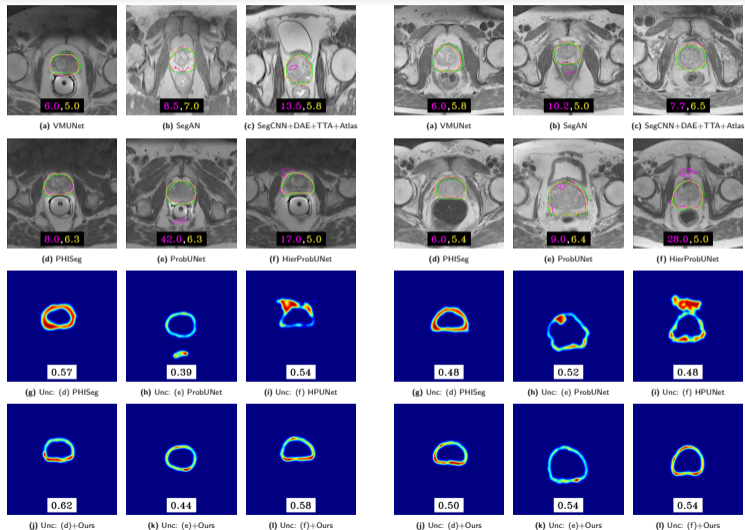 6.0,5.0
8.5,7.0
13.5,5.8
(a) VMUNet
(b) SegAN
(c) SegCNN+DAE+TTA+Atlas
8.0,6.3
42.0,6.3
17.0,5.0
(d) PHISeg
(e) ProbUNet
(f) HierProbUNet
0.57
0.39
0.54
(g) Unc: (d) PHISeg
(h) Unc: (e) ProbUNet
(i) Unc: (f) HPUNet
0.62
0.44
0.58
(j) Unc: (d)+Ours
(k) Unc: (e)+Ours
(l) Unc: (f)+Ours
6.0,5.8
10.2,5.0
7.7,6.5
(a) VMUNet
(b) SegAN
(c) SegCNN+DAE+TTA+Atlas
6.0,5.4
9.0,6.4
28.0,5.0
(d) PHISeg
(e) ProbUNet
(f) HierProbUNet
0.48
0.52
0.48
(g) Unc: (d) PHISeg
(h) Unc: (e) ProbUNet
(i) Unc: (f) HPUNet
0.50
0.54
0.54
(j) Unc: (d)+Ours
(k) Unc: (e)+Ours
(l) Unc: (f)+Ours